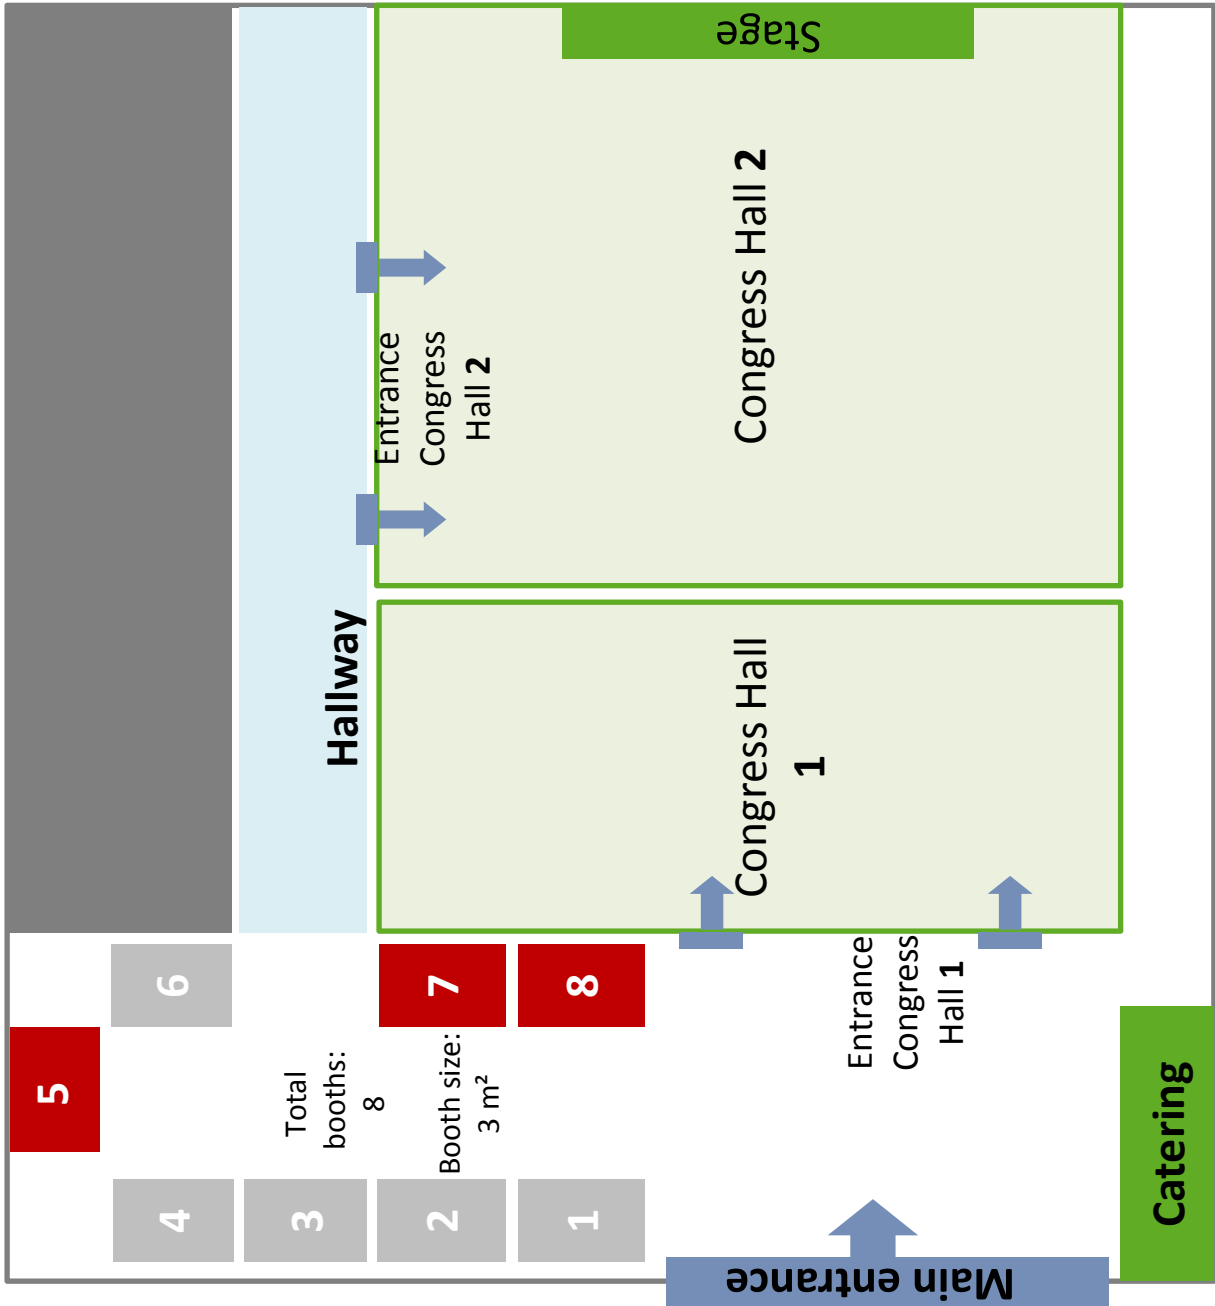 5
4
3
2
1
6
7
8
Total
booths:
8
Booth size:
3 m²
Hallway
Main entrance
Catering
Entrance
Congress
Hall 1
Congress Hall
1
Entrance
Congress
Hall 2
Congress Hall 2
Stage